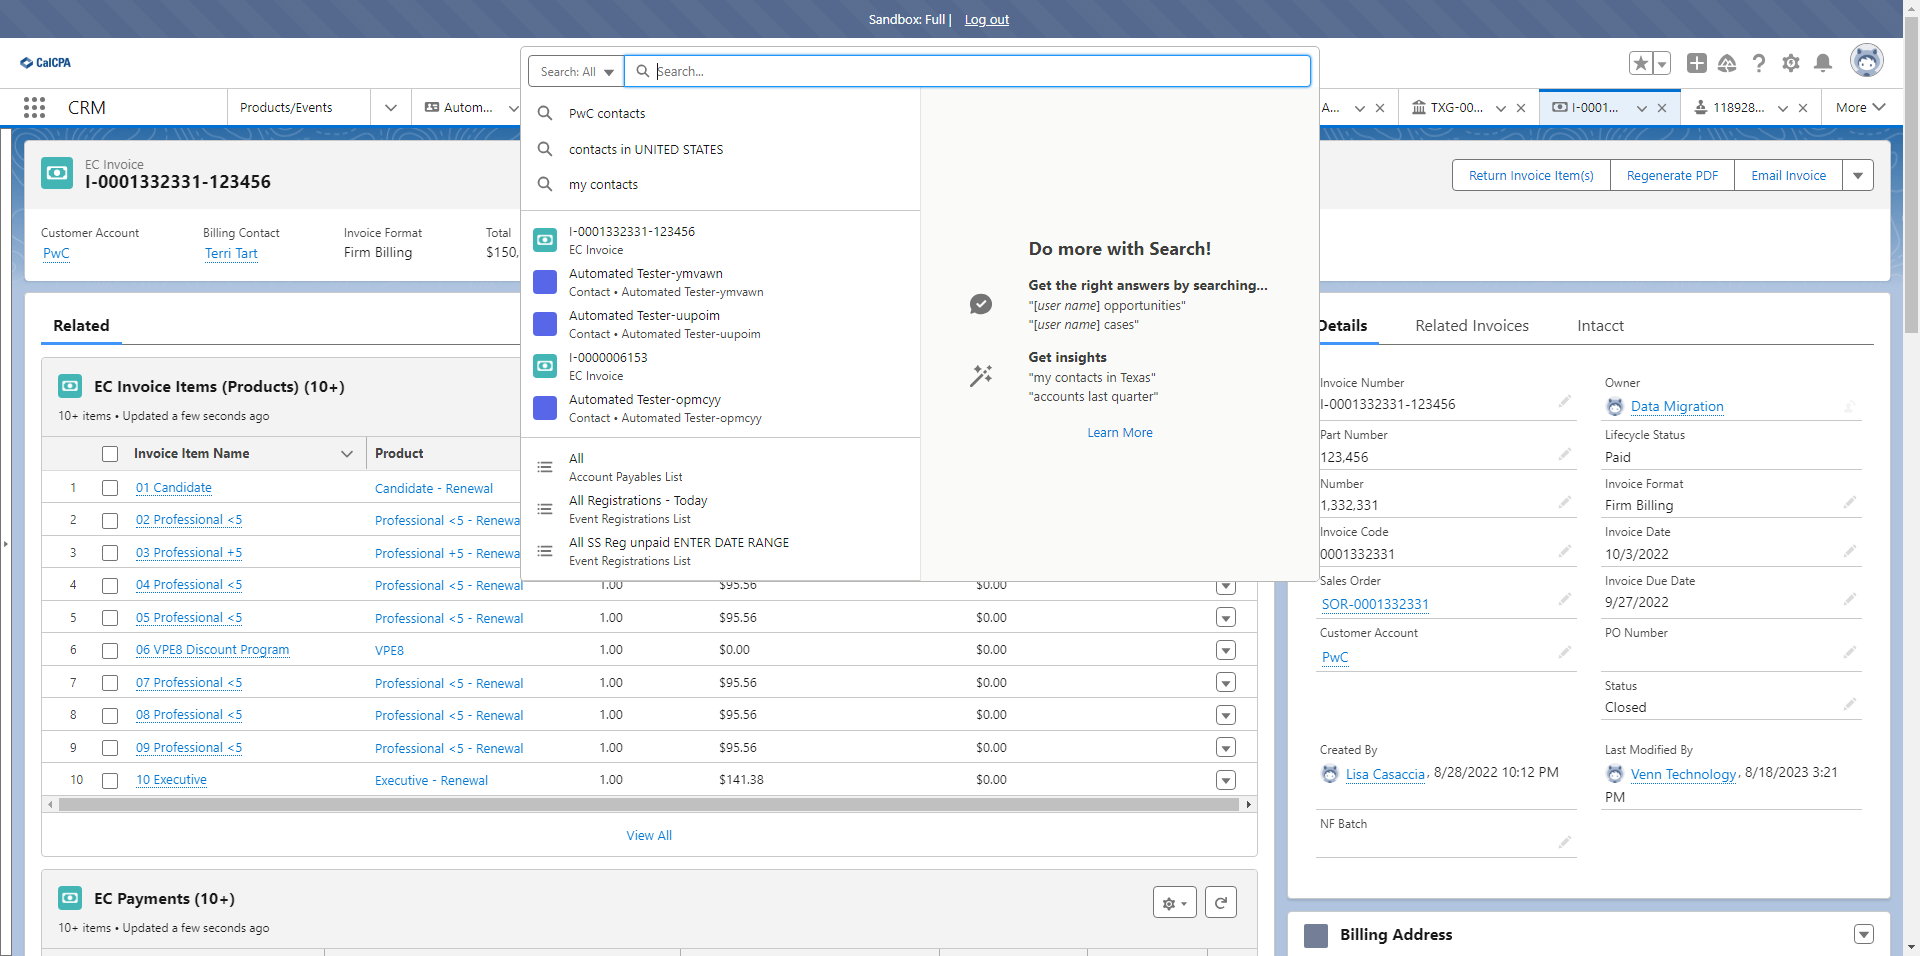 Sandbox: Full |  Log out
CalCPA
Search: All
Search...
CRM
Products/Events
Autom...
A...
TXG-00...
I-0001...
118928...
More
EC Invoice
I-0001332331-123456
Return Invoice Item(s)
Regenerate PDF
Email Invoice
Customer Account
PwC
Billing Contact
Terri Tart
Invoice Format
Firm Billing
Total
$150,
PwC contacts
contacts in UNITED STATES
my contacts
I-0001332331-123456
EC Invoice
Automated Tester-ymvawn
Contact • Automated Tester-ymvawn
Automated Tester-uupoim
Contact • Automated Tester-uupoim
I-0000006153
EC Invoice
Automated Tester-opmcyy
Contact • Automated Tester-opmcyy
All
Account Payables List
All Registrations - Today
Event Registrations List
All SS Reg unpaid ENTER DATE RANGE
Event Registrations List
Do more with Search!
Get the right answers by searching...
"[user name] opportunities"
"[user name] cases"
Get insights
"my contacts in Texas"
"accounts last quarter"
Learn More
Related
EC Invoice Items (Products) (10+)
10+ items • Updated a few seconds ago
Invoice Item Name
Product
1 01 Candidate Candidate - Renewal
2 02 Professional <5 Professional <5 - Renewa
3 03 Professional +5 Professional +5 - Renewa
4 04 Professional <5 Professional <5 - Renewal 1.00 $95.56 $0.00
5 05 Professional <5 Professional <5 - Renewal 1.00 $95.56 $0.00
6 06 VPE8 Discount Program VPE8 1.00 $0.00 $0.00
7 07 Professional <5 Professional <5 - Renewal 1.00 $95.56 $0.00
8 08 Professional <5 Professional <5 - Renewal 1.00 $95.56 $0.00
9 09 Professional <5 Professional <5 - Renewal 1.00 $95.56 $0.00
10 10 Executive Executive - Renewal 1.00 $141.38 $0.00
View All
EC Payments (10+)
10+ items • Updated a few seconds ago
Details
Related Invoices
Intacct
Invoice Number
I-0001332331-123456
Owner
Data Migration
Part Number
123,456
Lifecycle Status
Paid
Number
1,332,331
Invoice Format
Firm Billing
Invoice Code
0001332331
Invoice Date
10/3/2022
Sales Order
SOR-0001332331
Invoice Due Date
9/27/2022
Customer Account
PwC
PO Number
Status
Closed
Created By
Lisa Casaccia, 8/28/2022 10:12 PM
Last Modified By
Venn Technology, 8/18/2023 3:21
PM
NF Batch
Billing Address